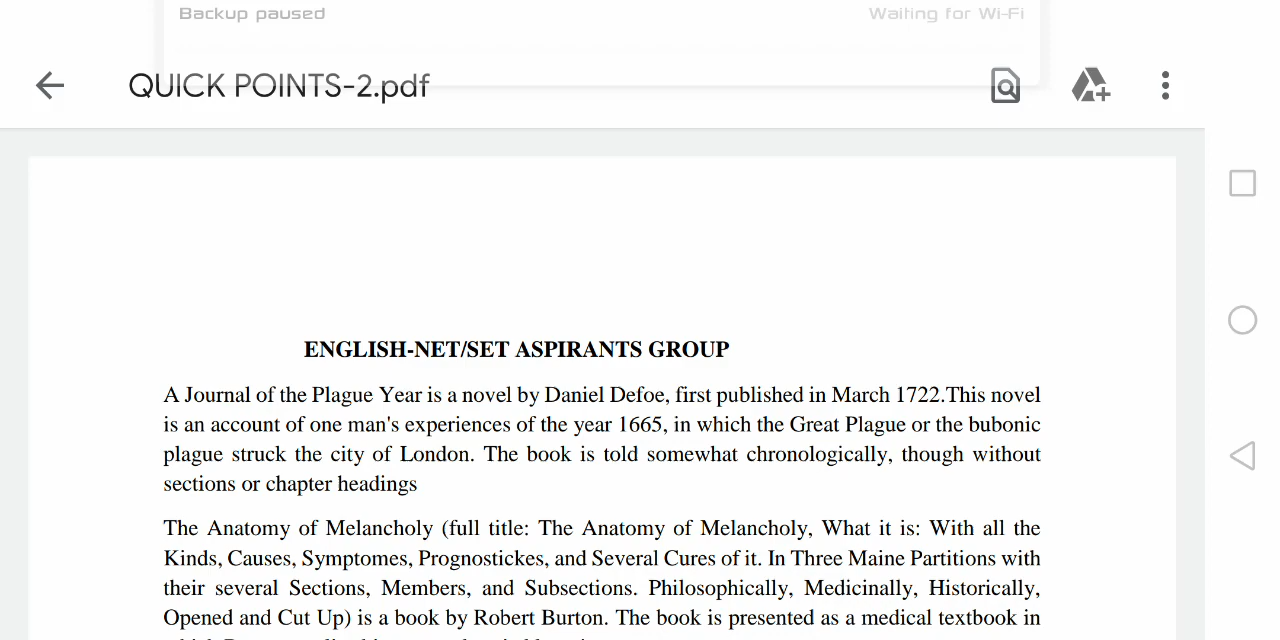 Backup paused
Waiting for Wi-Fi
QUICK POINTS-2.pdf
ENGLISH-NET/SET ASPIRANTS GROUP
A Journal of the Plague Year is a novel by Daniel Defoe, first published in March 1722.This novel
is an account of one man's experiences of the year 1665, in which the Great Plague or the bubonic
plague struck the city of London. The book is told somewhat chronologically, though without
sections or chapter headings
The Anatomy of Melancholy (full title: The Anatomy of Melancholy, What it is: With all the
Kinds, Causes, Symptomes, Prognostickes, and Several Cures of it. In Three Maine Partitions with
their several Sections, Members, and Subsections. Philosophically, Medicinally, Historically,
Opened and Cut Up) is a book by Robert Burton. The book is presented as a medical textbook in